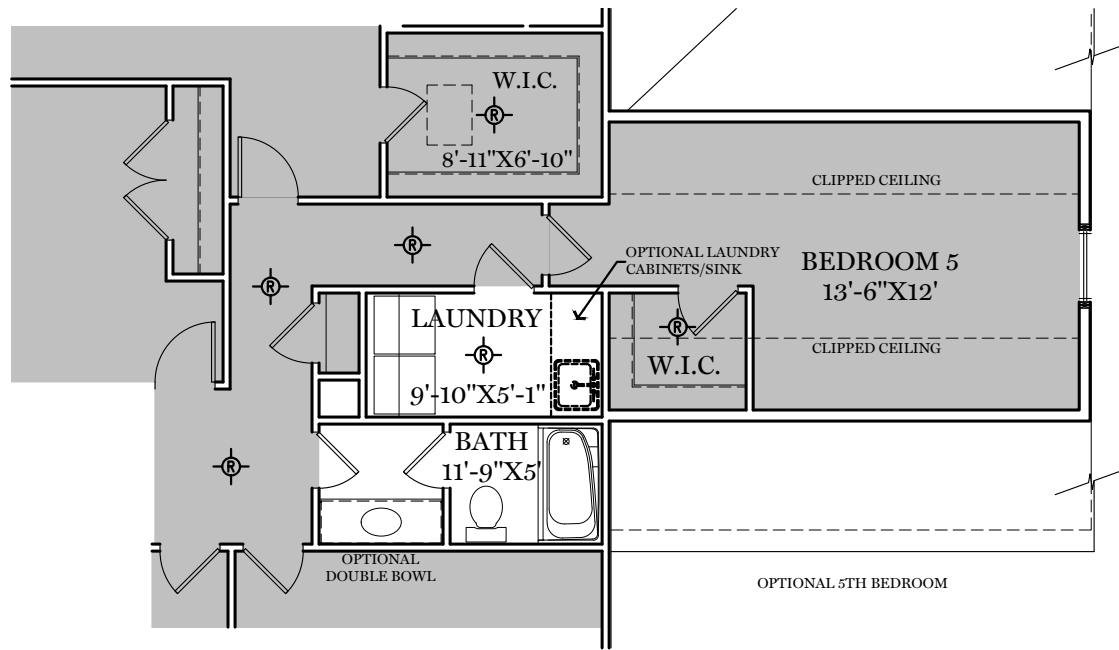 W.I.C.
R
8'-11"X6'-10"
CLIPPED CEILING
R
OPTIONAL LAUNDRY
CABINETS/SINK
BEDROOM 5
13'-6"X12'
R
LAUNDRY
R
W.I.C.
CLIPPED CEILING
R
9'-10"X5'-1"
BATH
11'-9"X5'
R
OPTIONAL
DOUBLE BOWL
OPTIONAL 5TH BEDROOM